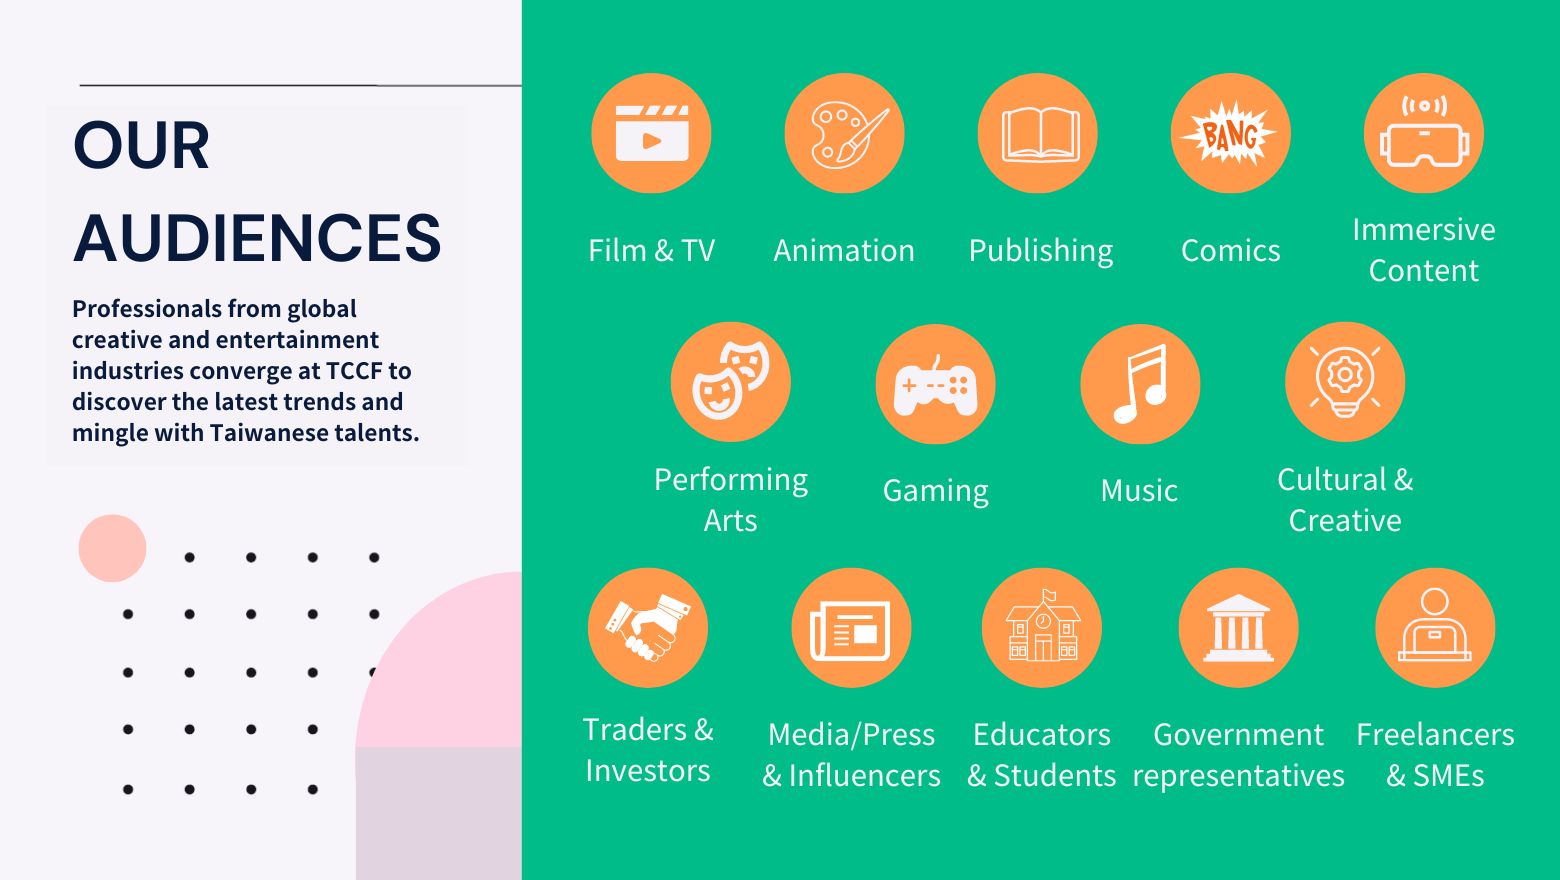 OUR
AUDIENCES
Professionals from global
creative and entertainment
industries converge at TCCF to
discover the latest trends and
mingle with Taiwanese talents.
BANG
Film & TV
Animation
Publishing
Comics
Immersive
Content
Performing
Arts
Gaming
Music
Cultural &
Creative
Traders &
Investors
Media/Press
& Influencers
Educators
& Students
Government
representatives
Freelancers
& SMEs